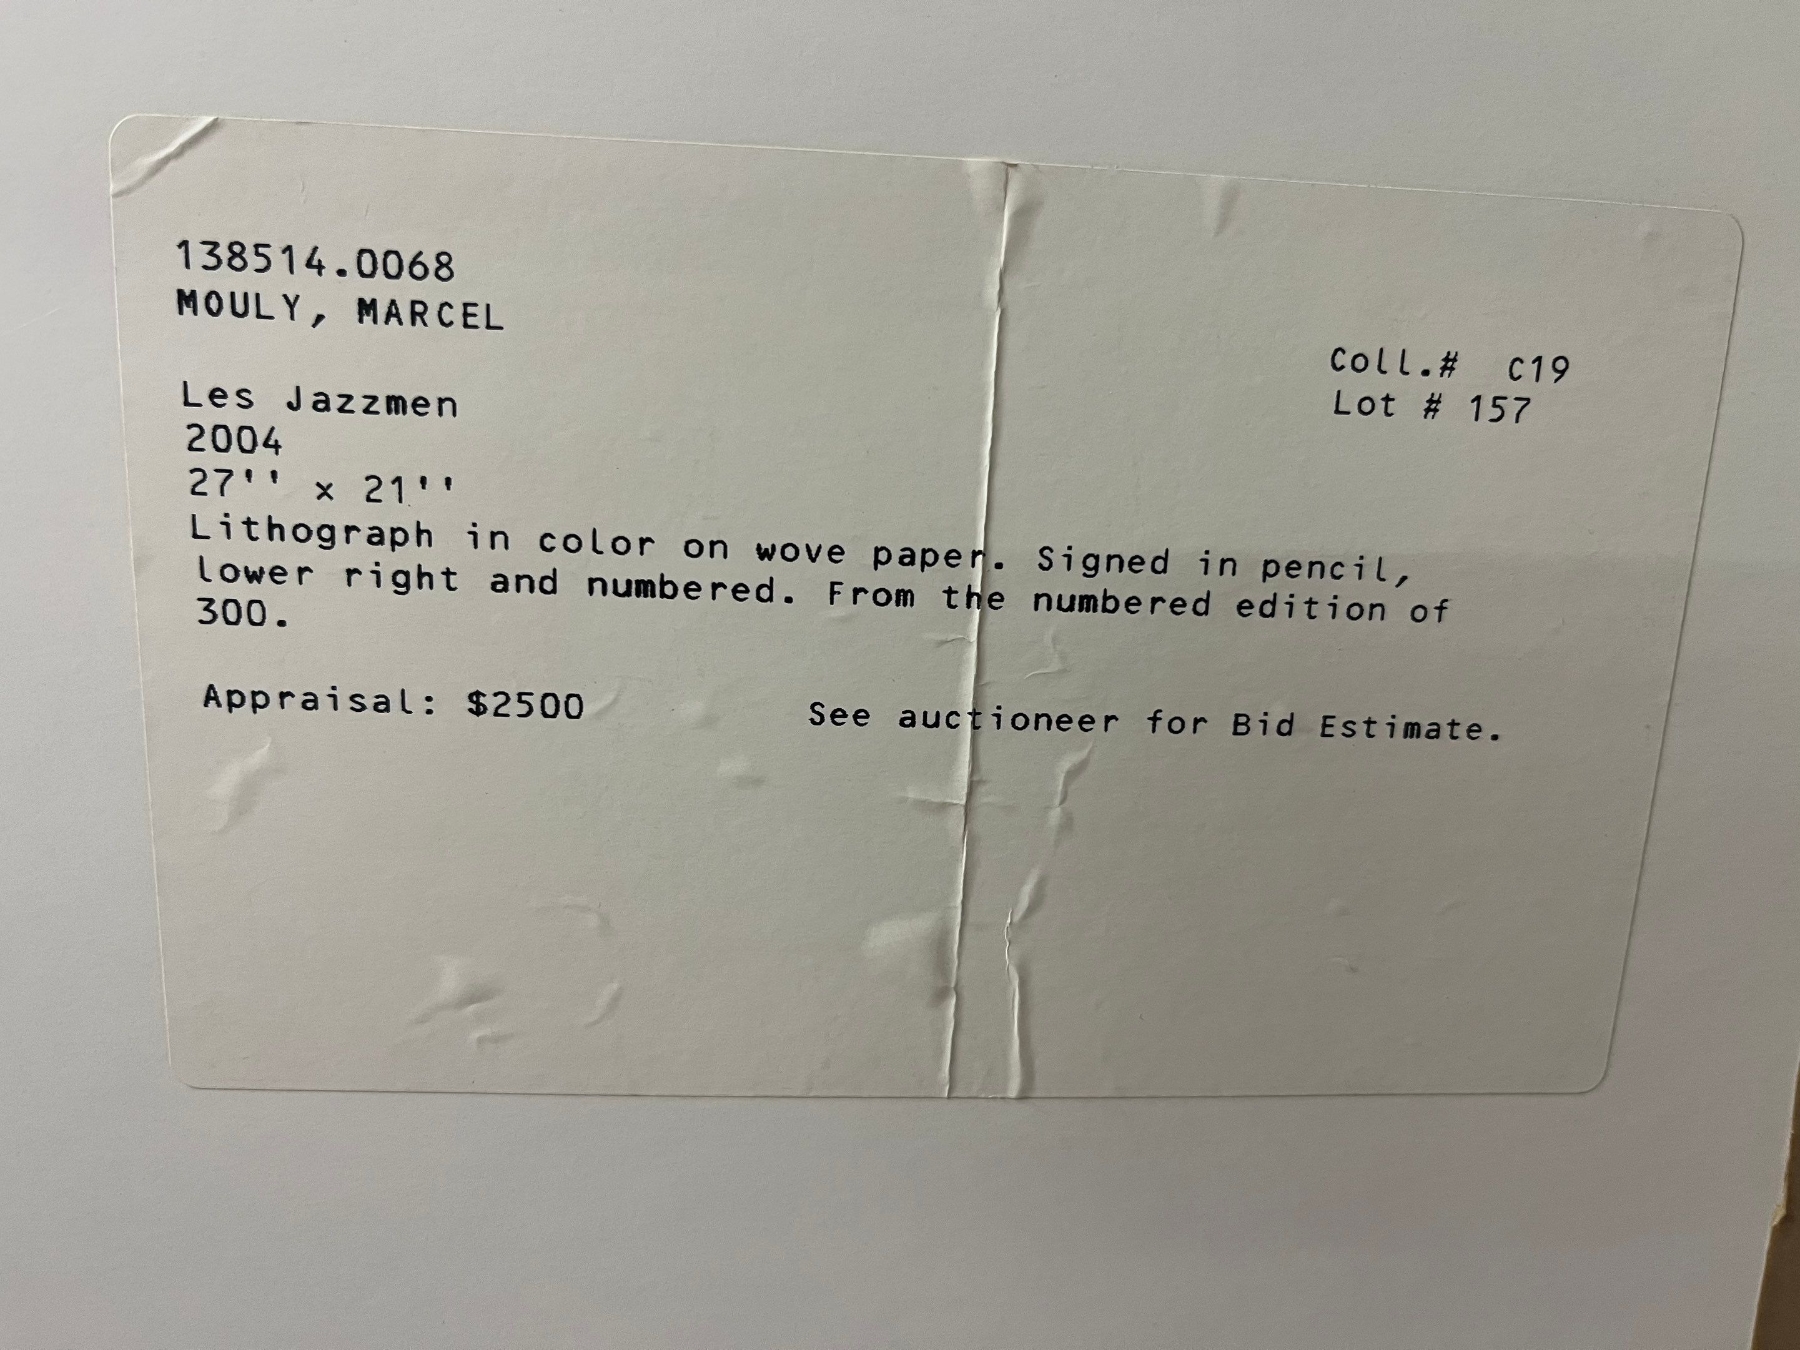 138514.0068
MOULY, MARCEL
Coll.# C19
Lot # 157
Les Jazzmen
2004
27'' x 21''
Lithograph in color on wove paper. Signed in pencil,
lower right and numbered. From the numbered edition of
300.
Appraisal: $2500 See auctioneer for Bid Estimate.